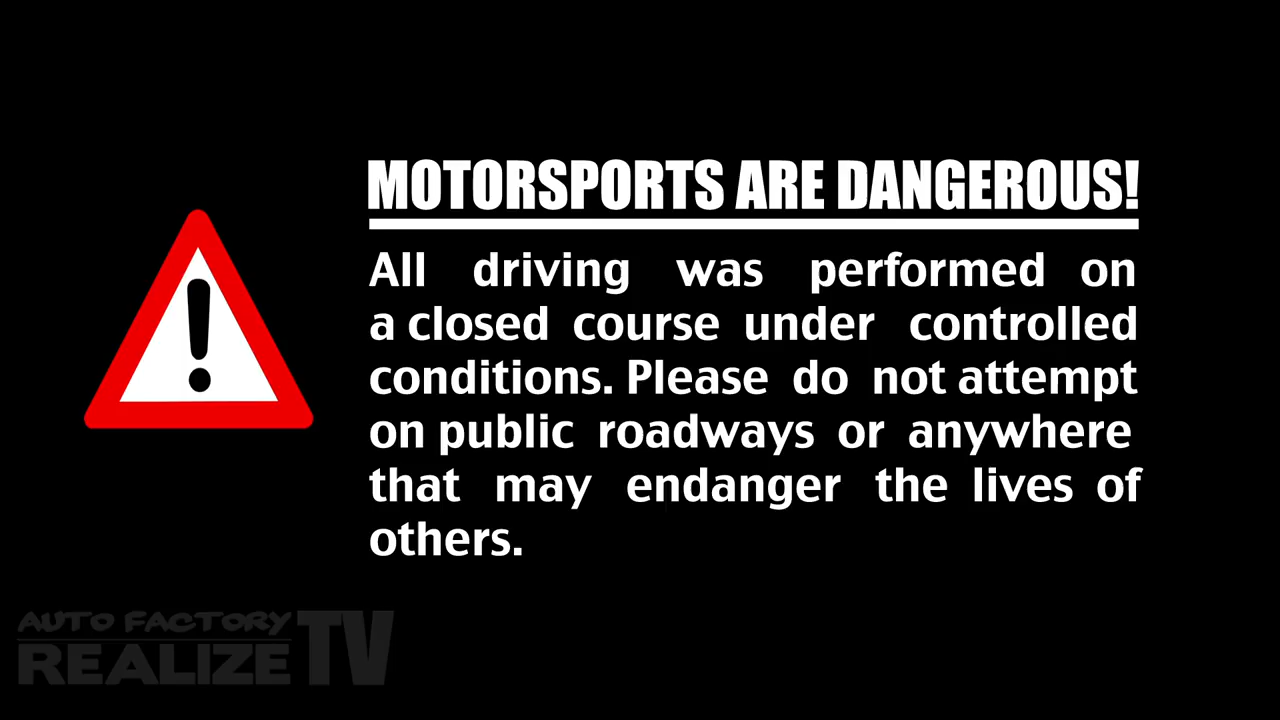 MOTORSPORTS ARE DANGEROUS!
All driving was performed on
a closed course under controlled
conditions. Please do not attempt
on public roadways or anywhere
that may endanger the lives of
others.
AUTO FACTORY
REALIZE TV